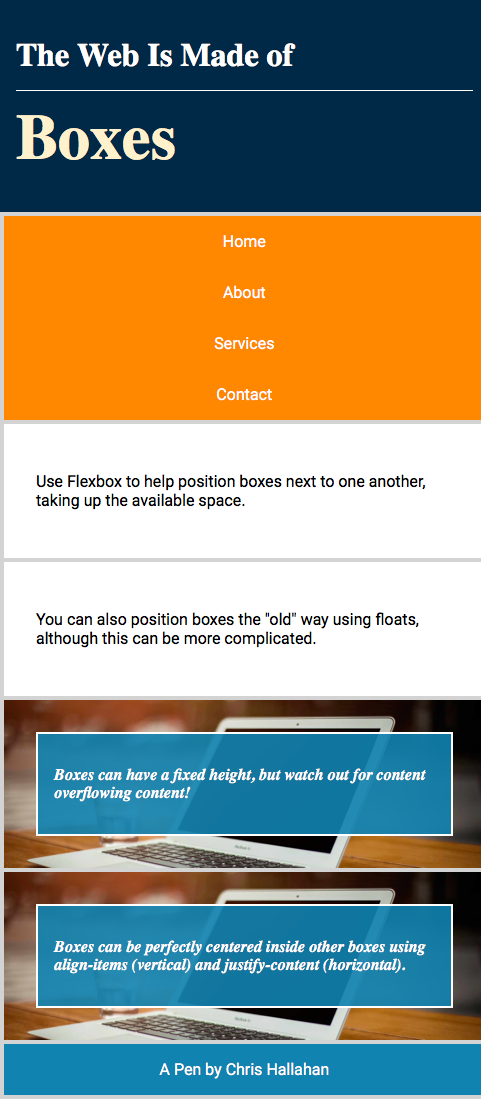 The Web Is Made of
Boxes
Home
About
Services
Contact
Use Flexbox to help position boxes next to one another,
taking up the available space.
You can also position boxes the "old" way using floats,
although this can be more complicated.
Boxes can have a fixed height, but watch out for content
overflowing content!
Boxes can be perfectly centered inside other boxes using
align-items (vertical) and justify-content (horizontal).
A Pen by Chris Hallahan